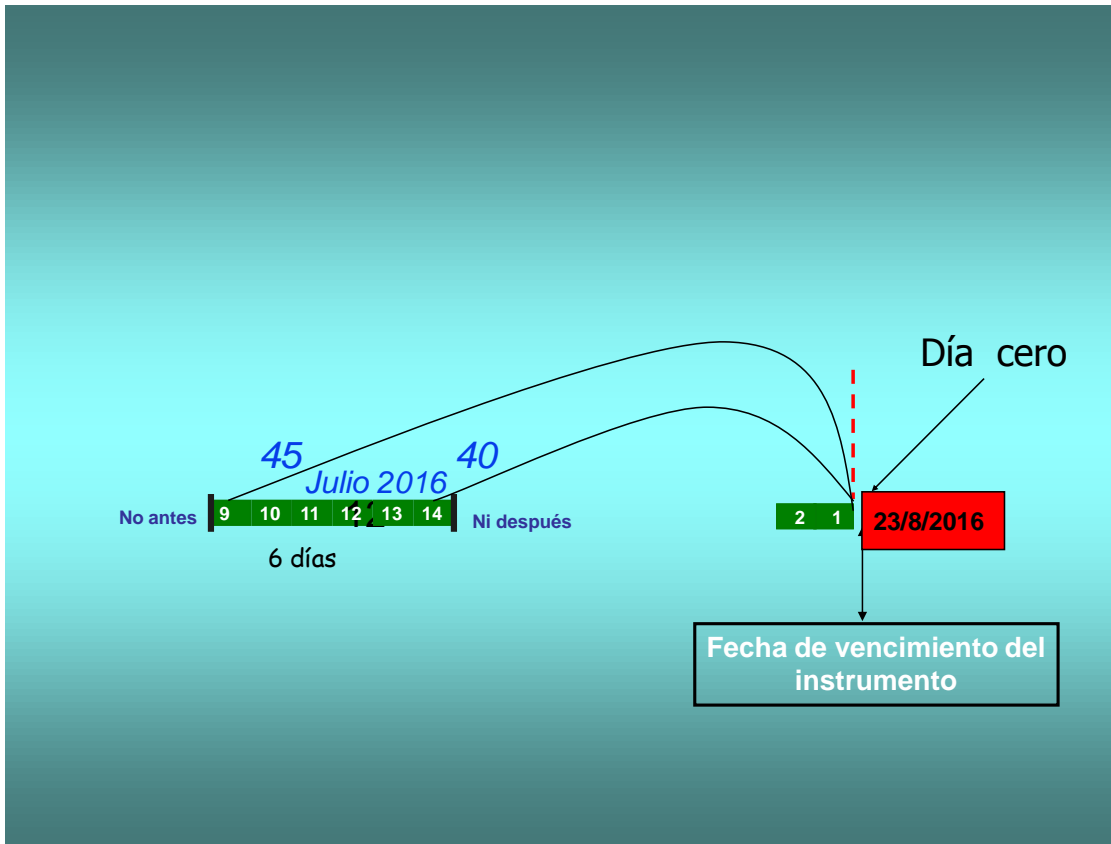 Día cero
45
40
Julio 2016
No antes
9 10 11 12 13 14
12
Ni después
2 1
23/8/2016
6 días
Fecha de vencimiento del
instrumento